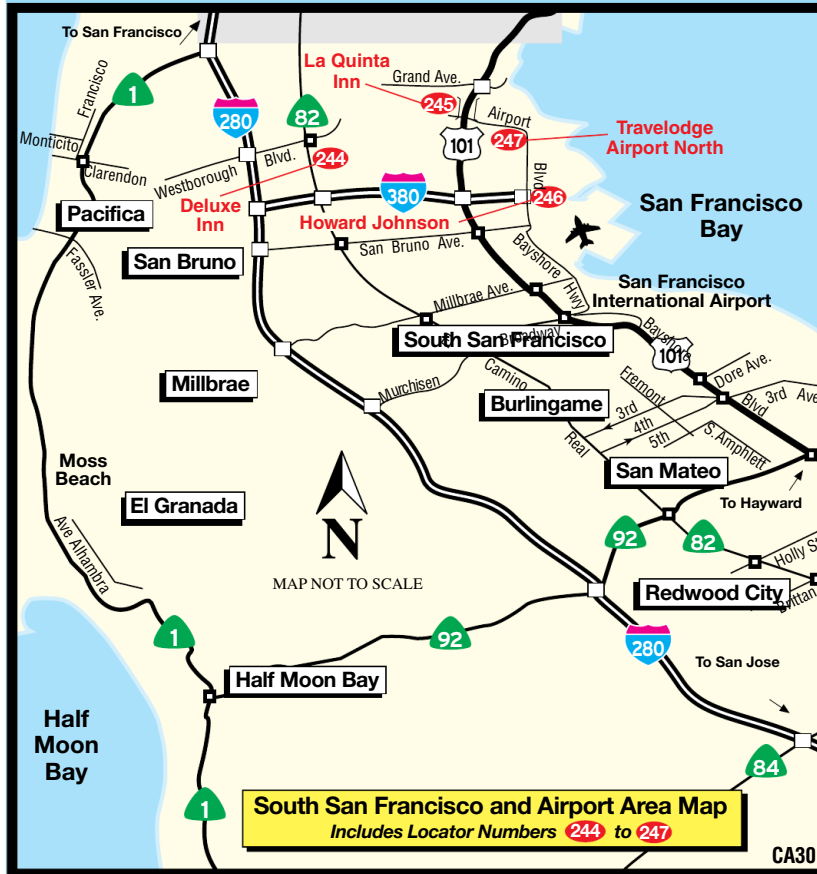 To San Francisco
La Quinta
Inn
Grand Ave.
1
Francisco
280
82
245
Airport
101
247
Travelodge
Airport North
Monticito
Clarendon
Westborough Blvd.
244
Blvd
Deluxe
Inn
380
246
Howard Johnson
San Francisco
Bay
Pacifica
San Bruno
San Bruno Ave.
Fassler Ave.
Bayshore
Hwy
Millbrae Ave.
San Francisco
International Airport
South San Francisco
Broadway
Bayshore
101
Dore Ave.
Millbrae
Murchisen
Camino
Real
Burlingame
Fremont
3rd
4th
5th
Blvd
3rd Ave
S. Amphlett
Moss
Beach
San Mateo
To Hayward
El Granada
N
Ave Alhambra
MAP NOT TO SCALE
92
82
Holly St
Redwood City
Brittan
1
92
280
To San Jose
Half Moon Bay
Half
Moon
Bay
84
1
South San Francisco and Airport Area Map
Includes Locator Numbers 244 to 247
CA30